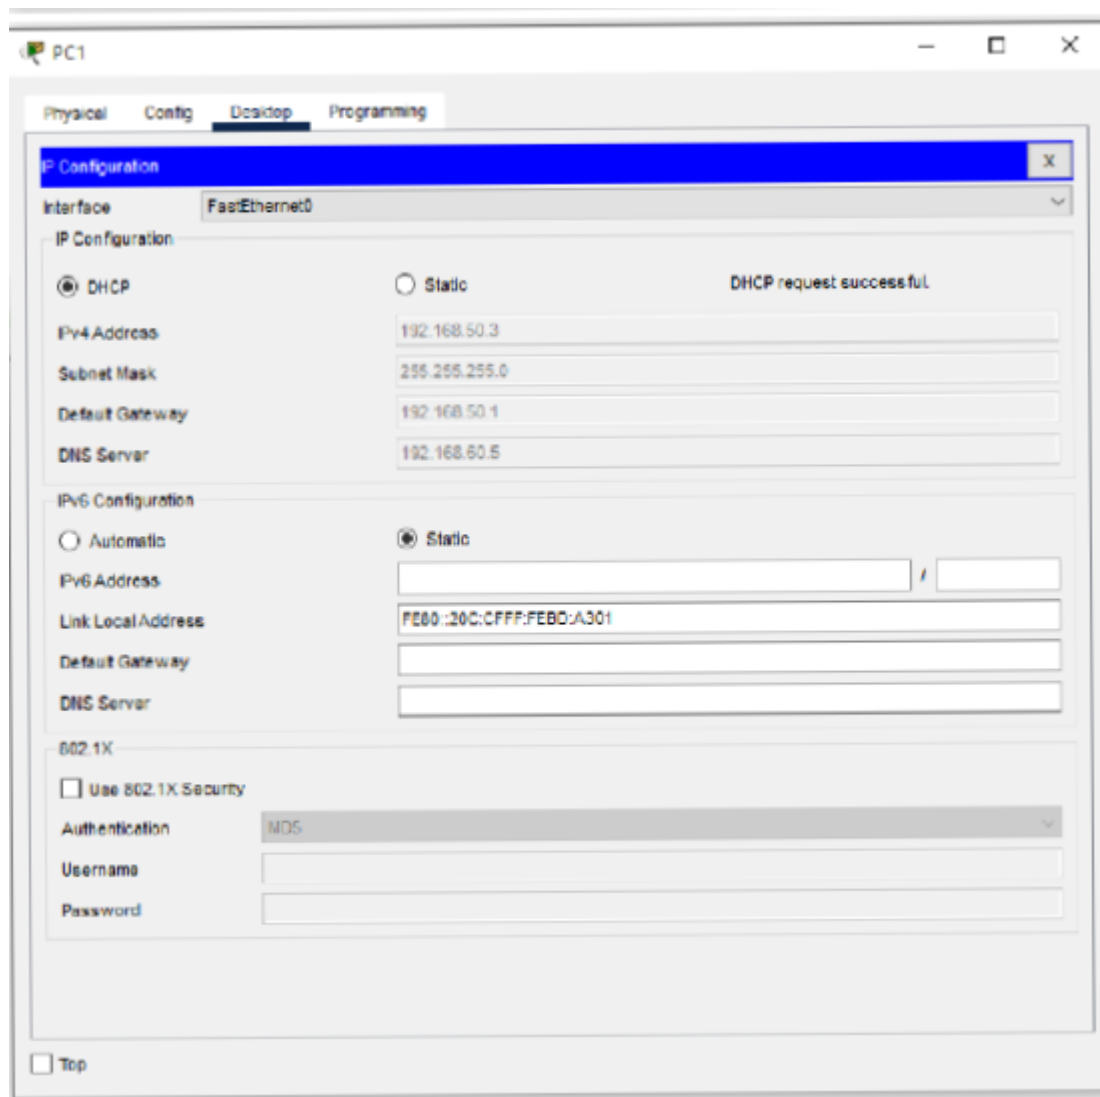 PC1
Physical Config Desktop Programming
IP Configuration X
Interface FastEthernet0
IP Configuration
DHCP Static DHCP request successful.
IPv4 Address 192.168.50.3
Subnet Mask 255.255.255.0
Default Gateway 192.168.50.1
DNS Server 192.168.60.5
IPv6 Configuration
Automatic Static
IPv6 Address /
Link Local Address FE80::20C:CFFF:FEBD:A301
Default Gateway
DNS Server
802.1X
Use 802.1X Security
Authentication MD5
Username
Password
Top